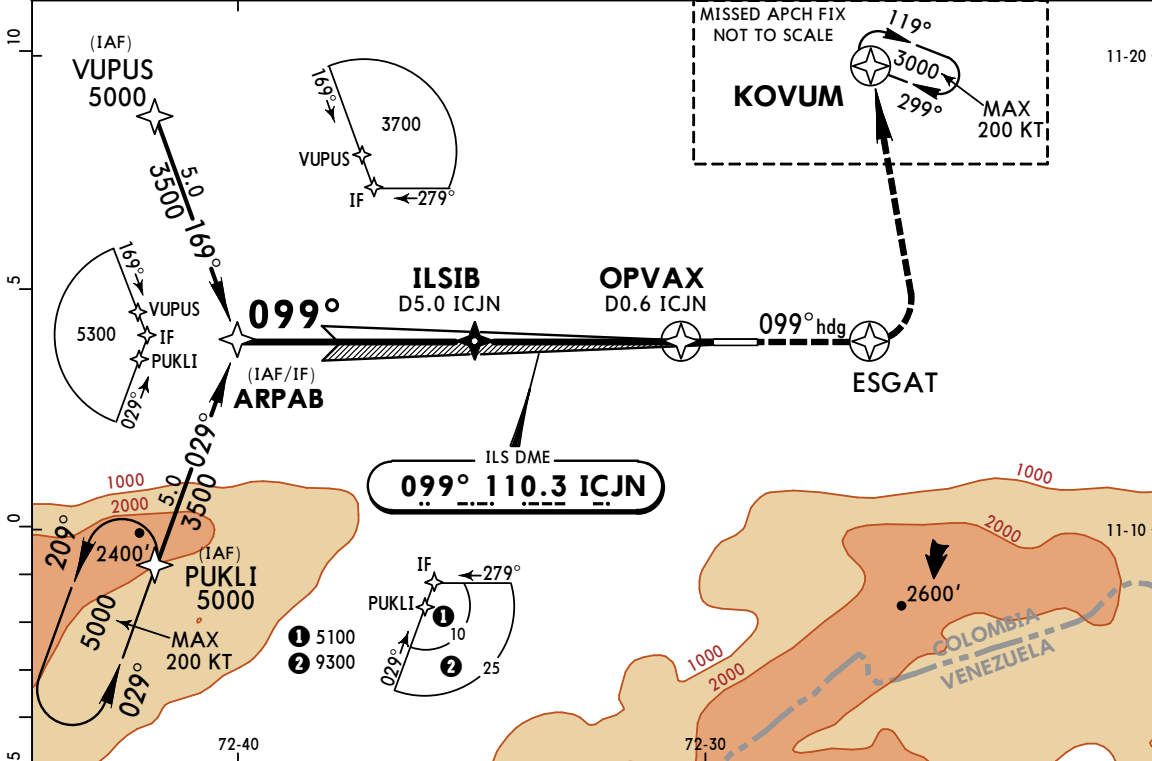 MISSED APCH FIX
NOT TO SCALE
119°
3000
299°
KOVUM
MAX
200 KT
11-20
10
(IAF)
VUPUS
5000
5.0
3500
169°
169°
3700
VUPUS
IF
279°
169°
VUPUS
5300
IF
PUKLI
029°
5
ILSIB
D5.0 ICJN
OPVAX
D0.6 ICJN
099°
099° hdg
(IAF/IF)
ARPAB
ESGAT
ILS DME
099° 110.3 ICJN
029°
5.0
3500
1000
2000
209°
2400'
(IAF)
PUKLI
5000
5000
MAX
200 KT
029°
0
1000
2000
11-10
2600'
COLOMBIA
VENEZUELA
1000
2000
IF
279°
PUKLI
1
10
2
25
029°
1 5100
2 9300
72-40
72-30
5